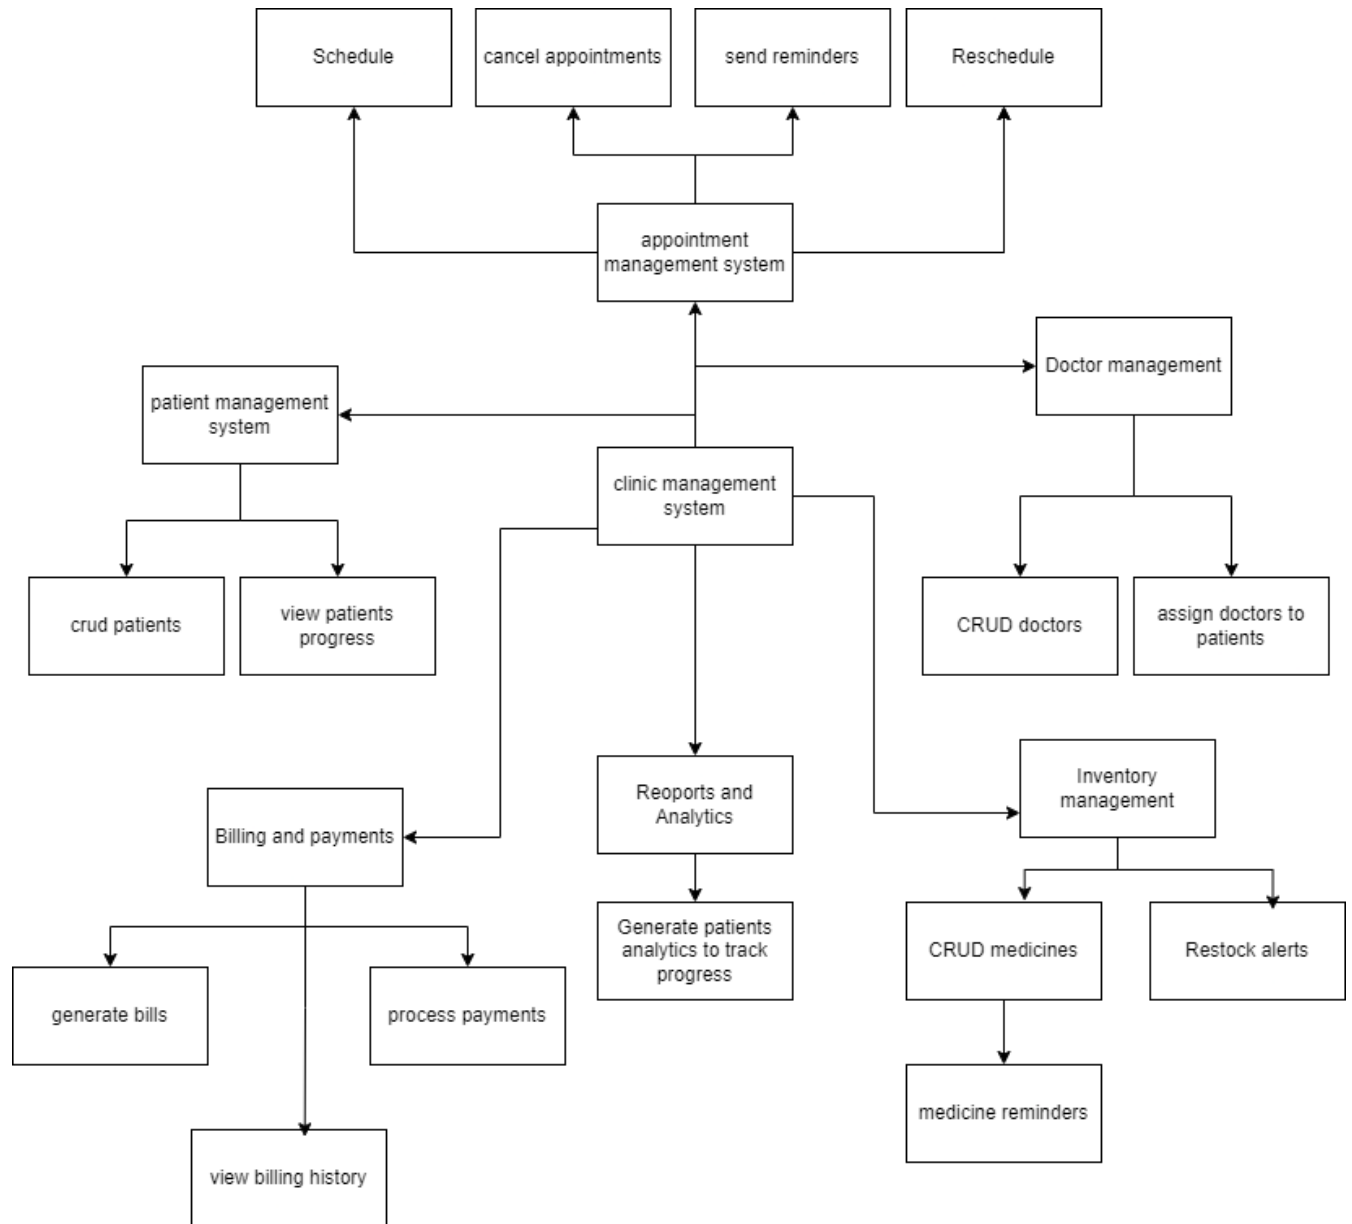 Schedule
cancel appointments
send reminders
Reschedule
appointment
management system
Doctor management
patient management
system
clinic management
system
crud patients
view patients
progress
CRUD doctors
assign doctors to
patients
Inventory
management
Reoports and
Analytics
Billing and payments
Generate patients
analytics to track
progress
CRUD medicines
Restock alerts
generate bills
process payments
medicine reminders
view billing history